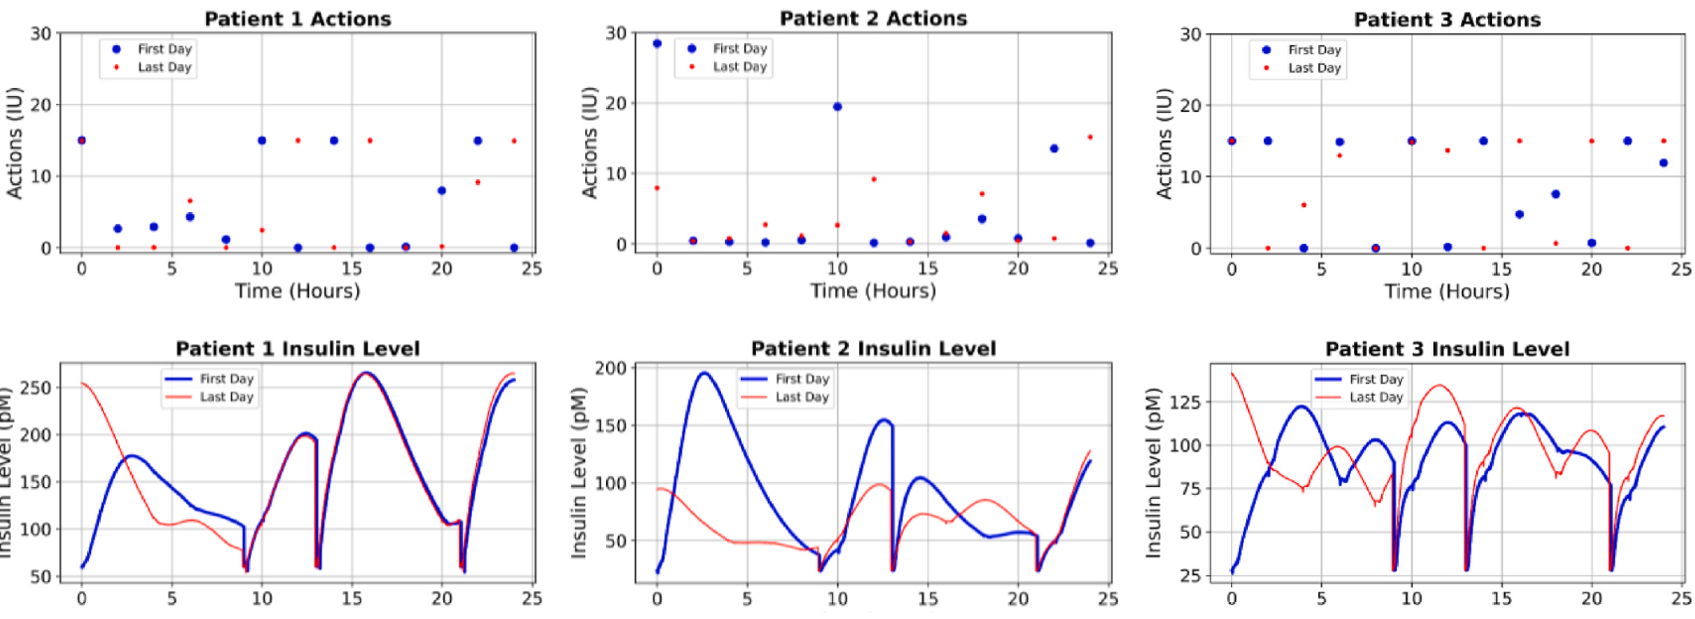 Patient 1 Actions
Actions (IU)
30
20
10
0
First Day
Last Day
0 5 10 15 20 25
Time (Hours)
Patient 2 Actions
Actions (IU)
30
20
10
0
First Day
Last Day
0 5 10 15 20 25
Time (Hours)
Patient 3 Actions
Actions (IU)
30
20
10
0
First Day
Last Day
0 5 10 15 20 25
Time (Hours)
Patient 1 Insulin Level
Insulin Level (pM)
250
200
150
100
50
First Day
Last Day
0 5 10 15 20 25
Patient 2 Insulin Level
Insulin Level (pM)
200
150
100
50
First Day
Last Day
0 5 10 15 20 25
Patient 3 Insulin Level
Insulin Level (pM)
125
100
75
50
25
First Day
Last Day
0 5 10 15 20 25